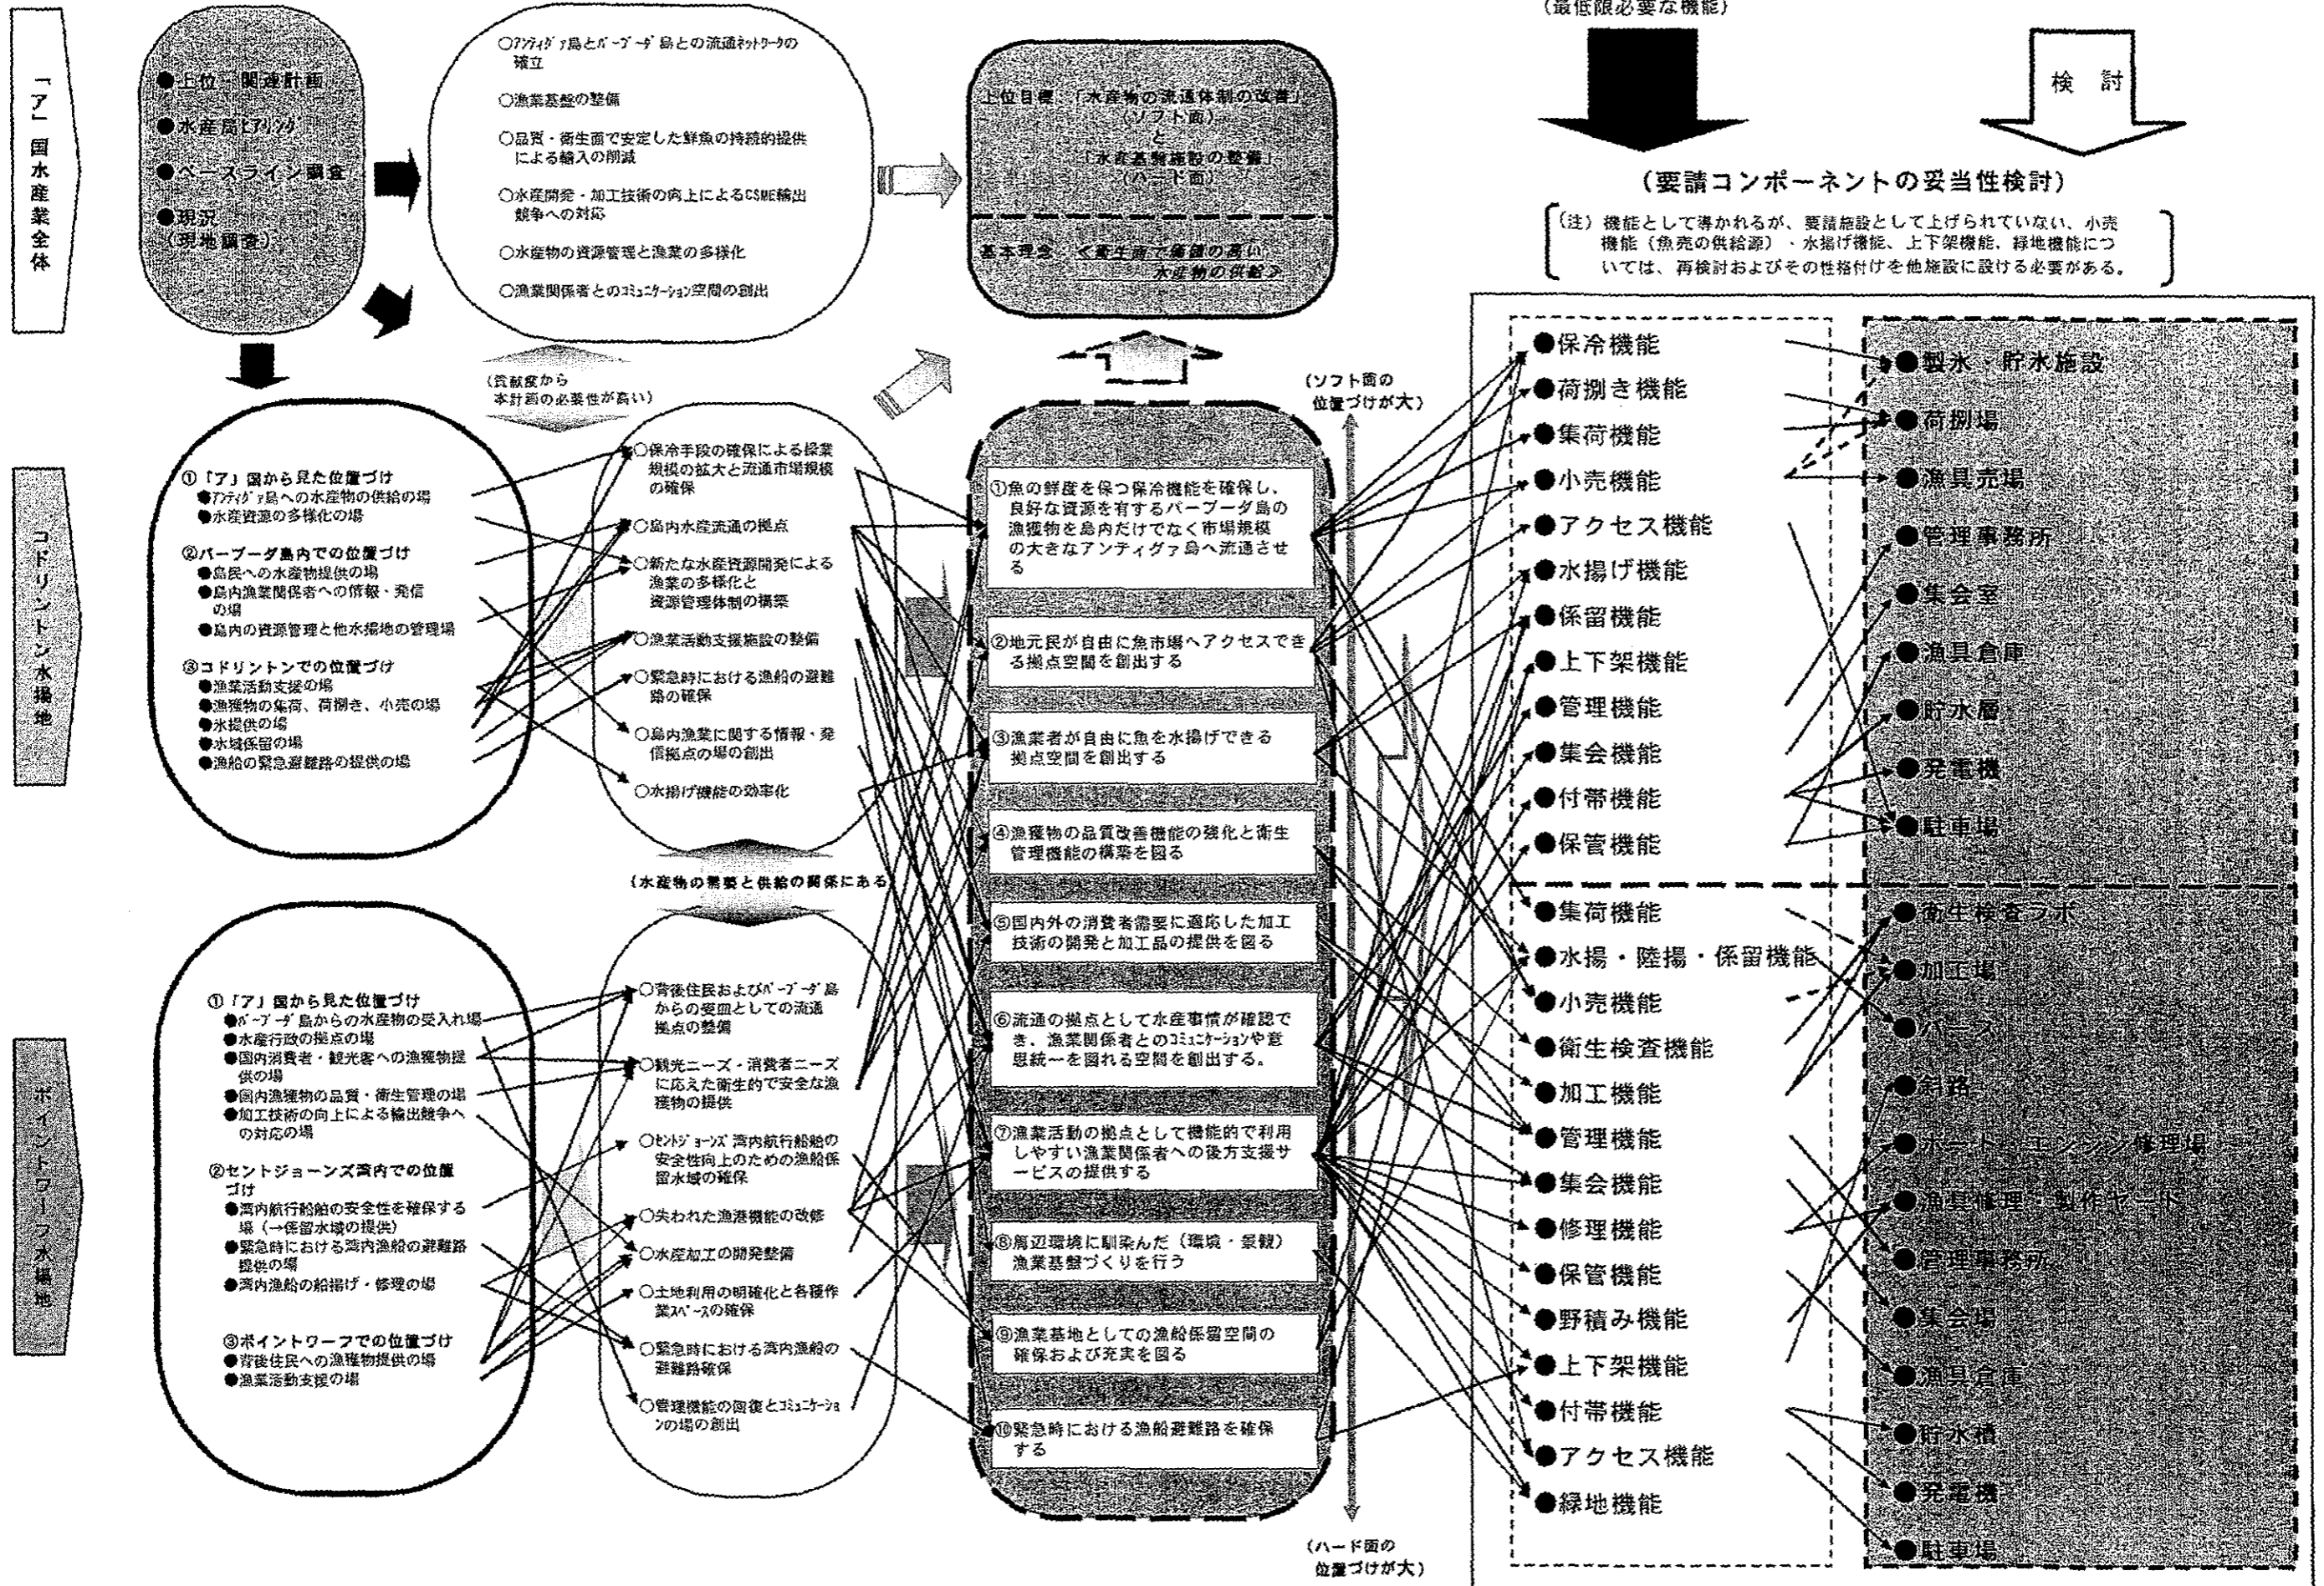 (最低限必要な機能)
検 討
「ア」国水産業全体
●上位・関連計画
●水産局ヒアリング
●ベースライン調査
●現況
(現地調査)
○アンティグァ島とバーブーダ島との流通ネットワークの
確立
○漁業基盤の整備
○品質・衛生面で安定した鮮魚の持続的提供
による輸入の削減
○水産開発・加工技術の向上によるCSME輸出
競争への対応
○水産物の資源管理と漁業の多様化
○漁業関係者とのコミュニケーション空間の創出
上位目標 「水産物の流通体制の改善」
(ソフト面)
と
「水産基盤施設の整備」
(ハード面)
基本理念 <衛生面で価値の高い
水産物の供給>
(要請コンポーネントの妥当性検討)
(注)機能として導かれるが、要請施設として上げられていない、小売
機能(魚売の供給源)・水揚げ機能、上下架機能、緑地機能につ
いては、再検討およびその性格付けを他施設に設ける必要がある。
(貢献度から
本計画の必要性が高い)
コドリントン水揚地
①「ア」国から見た位置づけ
●アンティグァ島への水産物の供給の場
●水産資源の多様化の場
②バーブーダ島内での位置づけ
●島民への水産物提供の場
●島内漁業関係者への情報・発信
の場
●島内の資源管理と他水揚地の管理場
③コドリントンでの位置づけ
●漁業活動支援の場
●漁獲物の集荷、荷捌き、小売の場
●氷提供の場
●水域係留の場
●漁船の緊急避難路の提供の場
○保冷手段の確保による操業
規模の拡大と流通市場規模
の確保
○島内水産流通の拠点
○新たな水産資源開発による
漁業の多様化と
資源管理体制の構築
○漁業活動支援施設の整備
○緊急時における漁船の避難
路の確保
○島内漁業に関する情報・発
信拠点の場の創出
○水揚げ機能の効率化
(水産物の需要と供給の関係にある)
ポイントワーフ水揚地
①「ア」国から見た位置づけ
●バーブーダ島からの水産物の受入れ場
●水産行政の拠点の場
●国内消費者・観光客への漁獲物提
供の場
●国内漁獲物の品質・衛生管理の場
●加工技術の向上による輸出競争へ
の対応の場
②セントジョーンズ湾内での位置
づけ
●湾内航行船舶の安全性を確保する
場(→係留水域の提供)
●緊急時における湾内漁船の避難路
提供の場
●湾内漁船の船揚げ・修理の場
③ポイントワーフでの位置づけ
●背後住民への漁獲物提供の場
●漁業活動支援の場
○背後住民およびバーブーダ島
からの受皿としての流通
拠点の整備
○観光ニーズ・消費者ニーズ
に応えた衛生的で安全な漁
獲物の提供
○セントジョーンズ湾内航行船舶の
安全性向上のための漁船係
留水域の確保
○失われた漁港機能の改修
○水産加工の開発整備
○土地利用の明確化と各種作
業スペースの確保
○緊急時における湾内漁船の
避難路確保
○管理機能の回復とコミュニケーショ
ンの場の創出
①魚の鮮度を保つ保冷機能を確保し、
良好な資源を有するバーブーダ島の
漁獲物を島内だけでなく市場規模
の大きなアンティグァ島へ流通させ
る
②地元民が自由に魚市場へアクセスでき
る拠点空間を創出する
③漁業者が自由に魚を水揚げできる
拠点空間を創出する
④漁獲物の品質改善機能の強化と衛生
管理機能の構築を図る
⑤国内外の消費者需要に適応した加工
技術の開発と加工品の提供を図る
⑥流通の拠点として水産事情が確認で
き、漁業関係者とのコミュニケーションや意
思統一を図れる空間を創出する。
⑦漁業活動の拠点として機能的で利用
しやすい漁業関係者への後方支援サ
ービスの提供する
⑧周辺環境に馴染んだ(環境・景観)
漁業基盤づくりを行う
⑨漁業基地としての漁船係留空間の
確保および充実を図る
⑩緊急時における漁船避難路を確保
する
(ソフト面の
位置づけが大)
(ハード面の
位置づけが大)
●保冷機能
●荷捌き機能
●集荷機能
●小売機能
●アクセス機能
●水揚げ機能
●係留機能
●上下架機能
●管理機能
●集会機能
●付帯機能
●保管機能
●集荷機能
●水揚・陸揚・係留機能
●小売機能
●衛生検査機能
●加工機能
●管理機能
●集会機能
●修理機能
●保管機能
●野積み機能
●上下架機能
●付帯機能
●アクセス機能
●緑地機能
●製氷・貯氷施設
●荷捌場
●漁具売場
●管理事務所
●集会室
●漁具倉庫
●貯水層
●発電機
●駐車場
●衛生検査ラボ
●加工場
●バース
●斜路
●ボート・エンジン修理場
●漁具修理・製作ヤード
●管理事務所
●集会場
●漁具倉庫
●貯水槽
●発電機
●駐車場